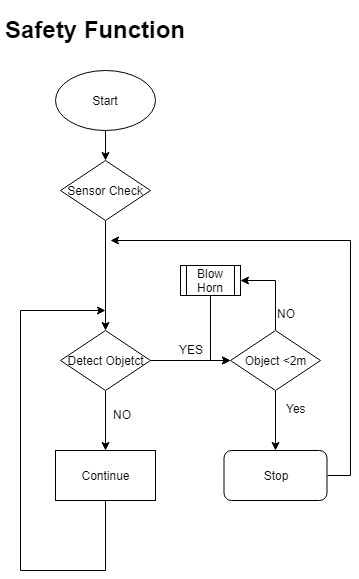 Safety Function
Start
Sensor Check
Blow
Horn
NO
Detect Objetct
YES
Object <2m
NO
Yes
Continue
Stop